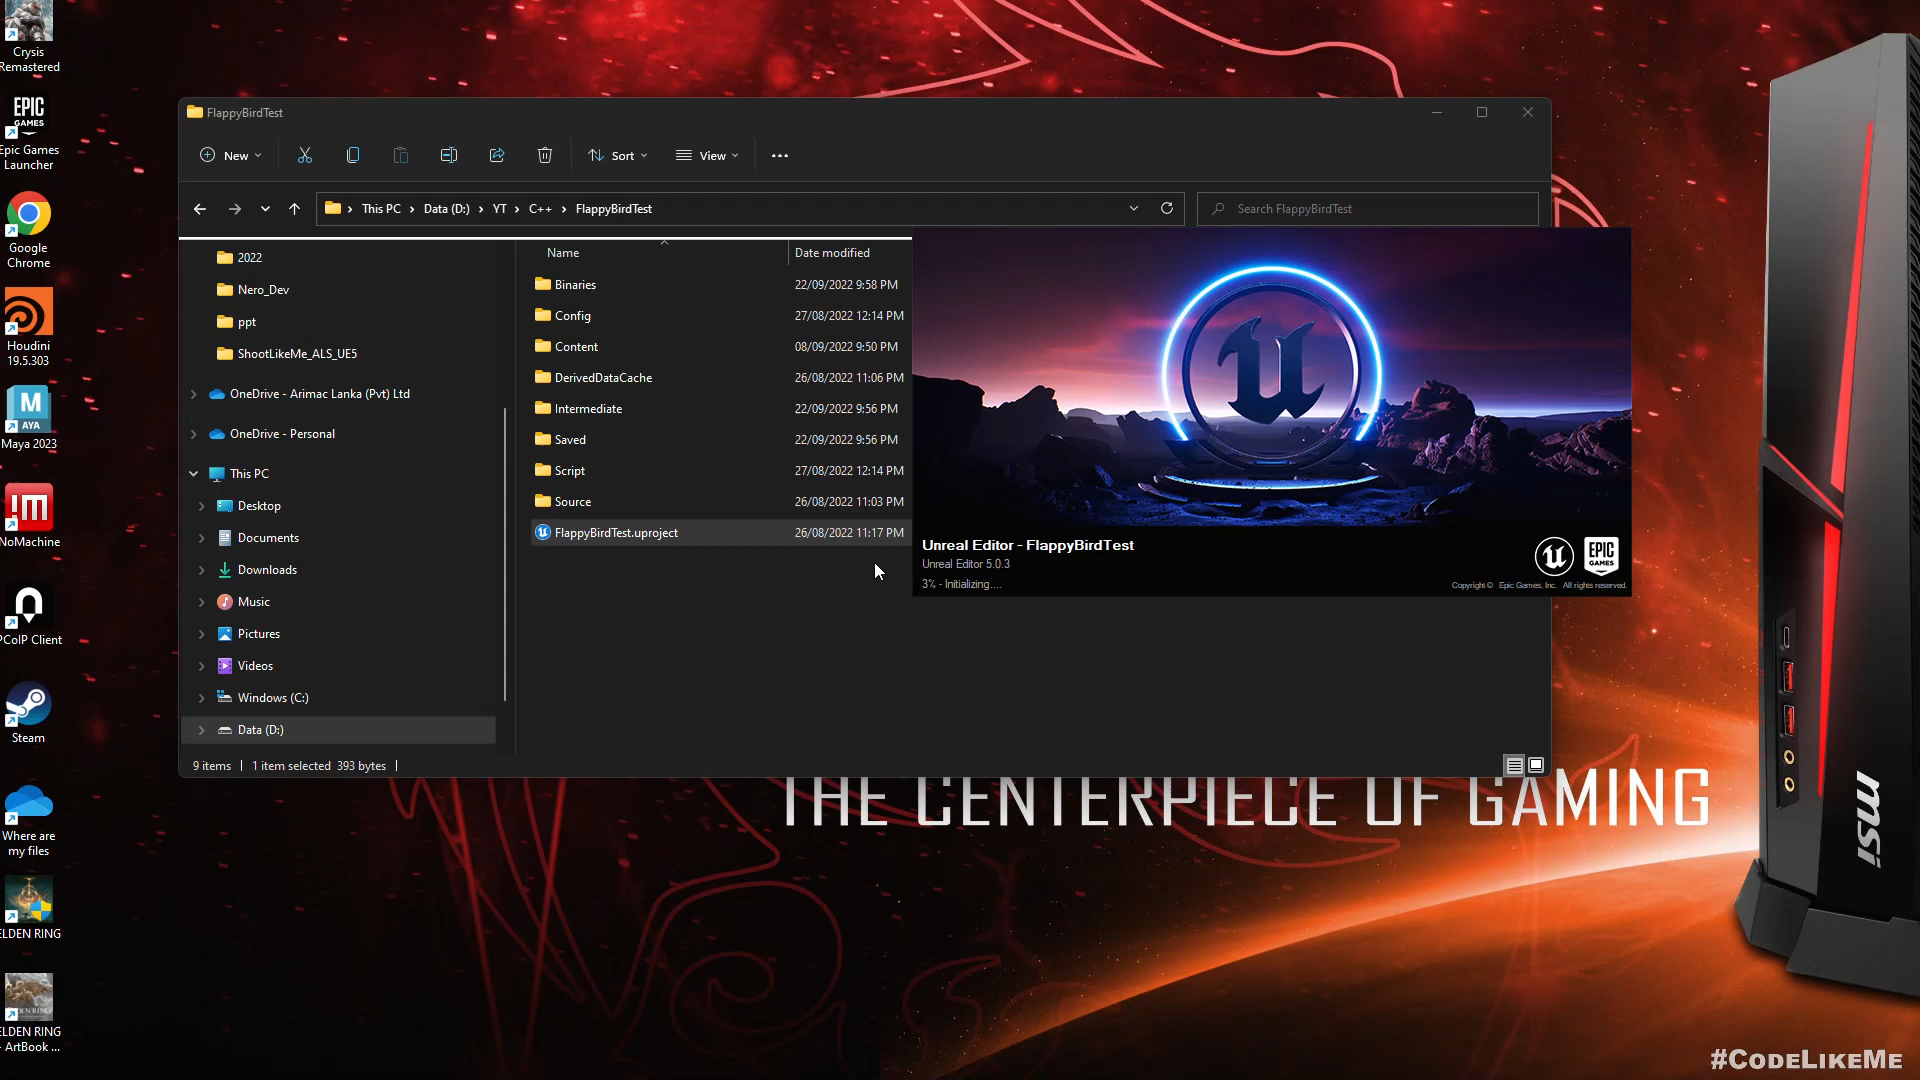 Crysis
Remastered
EPIC
GAMES
Epic Games
Launcher
Google
Chrome
Houdini
19.5.303
M
AYA
Maya 2023
NoMachine
PCoIP Client
Steam
Where are
my files
ELDEN RING
ELDEN RING
- ArtBook ...
FlappyBirdTest
New
Sort
View
This PC
Data (D:)
YT
C++
FlappyBirdTest
Search FlappyBirdTest
2022
Nero_Dev
ppt
ShootLikeMe_ALS_UE5
OneDrive - Arimac Lanka (Pvt) Ltd
OneDrive - Personal
This PC
Desktop
Documents
Downloads
Music
Pictures
Videos
Windows (C:)
Data (D:)
Name Date modified
Binaries 22/09/2022 9:58 PM
Config 27/08/2022 12:14 PM
Content 08/09/2022 9:50 PM
DerivedDataCache 26/08/2022 11:06 PM
Intermediate 22/09/2022 9:56 PM
Saved 22/09/2022 9:56 PM
Script 27/08/2022 12:14 PM
Source 26/08/2022 11:03 PM
FlappyBirdTest.uproject 26/08/2022 11:17 PM
9 items 1 item selected 393 bytes
Unreal Editor - FlappyBirdTest
Unreal Editor 5.0.3
3% - Initializing....
EPIC
GAMES
Copyright © Epic Games, Inc. All rights reserved.
THE CENTERPIECE OF GAMING
msi
#CodeLikeMe